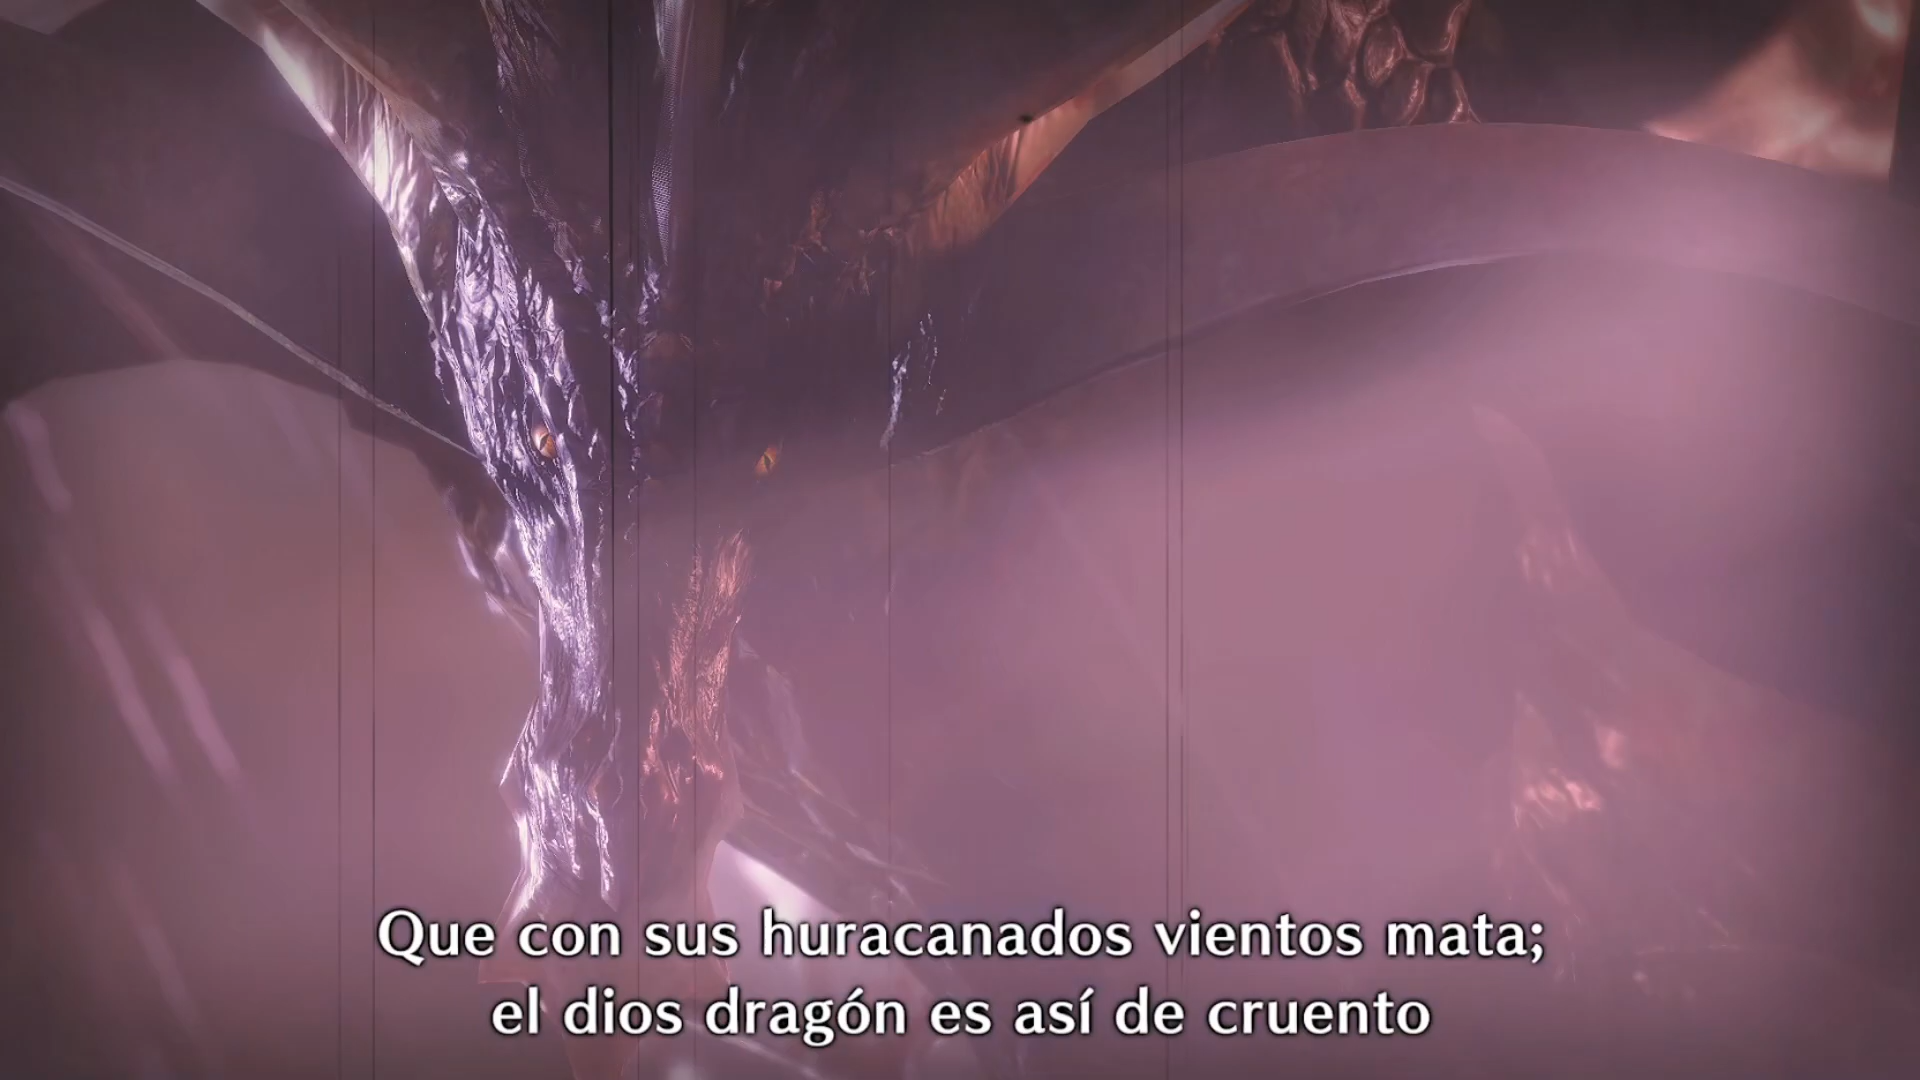 Que con sus huracanados vientos mata;
el dios dragón es así de cruento